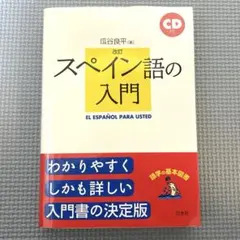 瓜谷良平[著]
CD
付
改訂
スペイン語の
入門
EL ESPAÑOL PARA USTED
わかりやすく
しかも詳しい
入門書の決定版
語学の基本図書
白水社